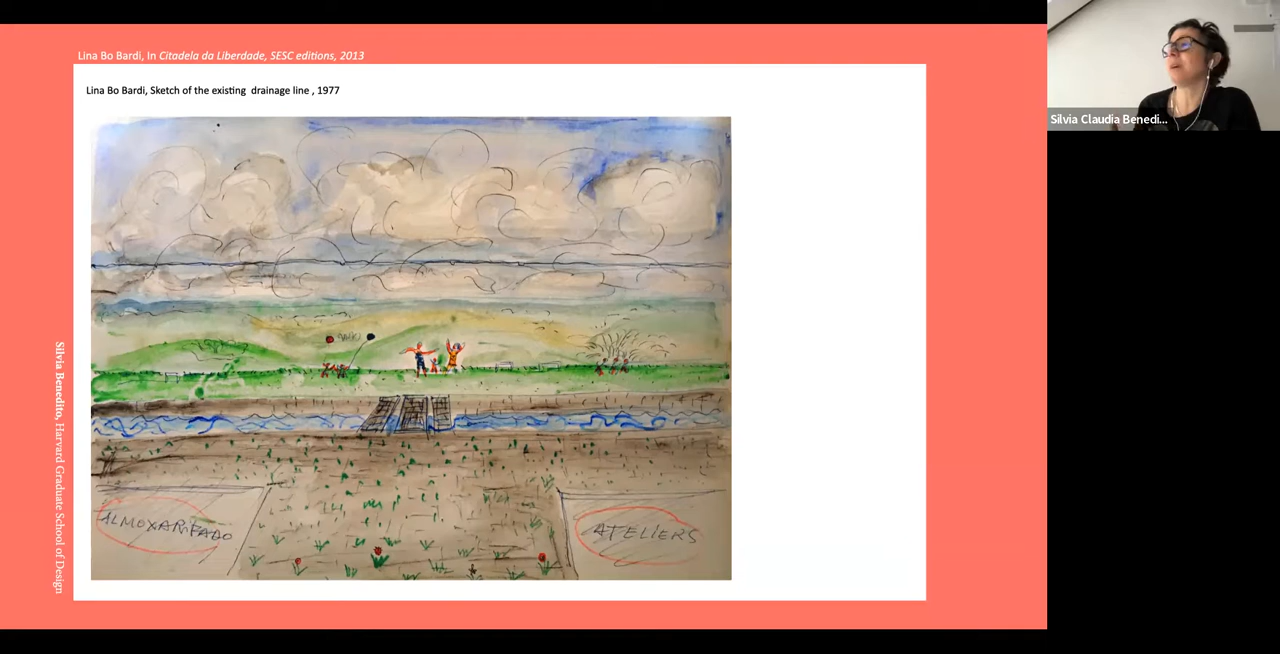 Lina Bo Bardi, In Citadela da Liberdade, SESC editions, 2013
Lina Bo Bardi, Sketch of the existing drainage line , 1977
Silvia Claudia Benedi...
Silvia Benedito, Harvard Graduate School of Design
ALMOXARIFADO
ATELIERS